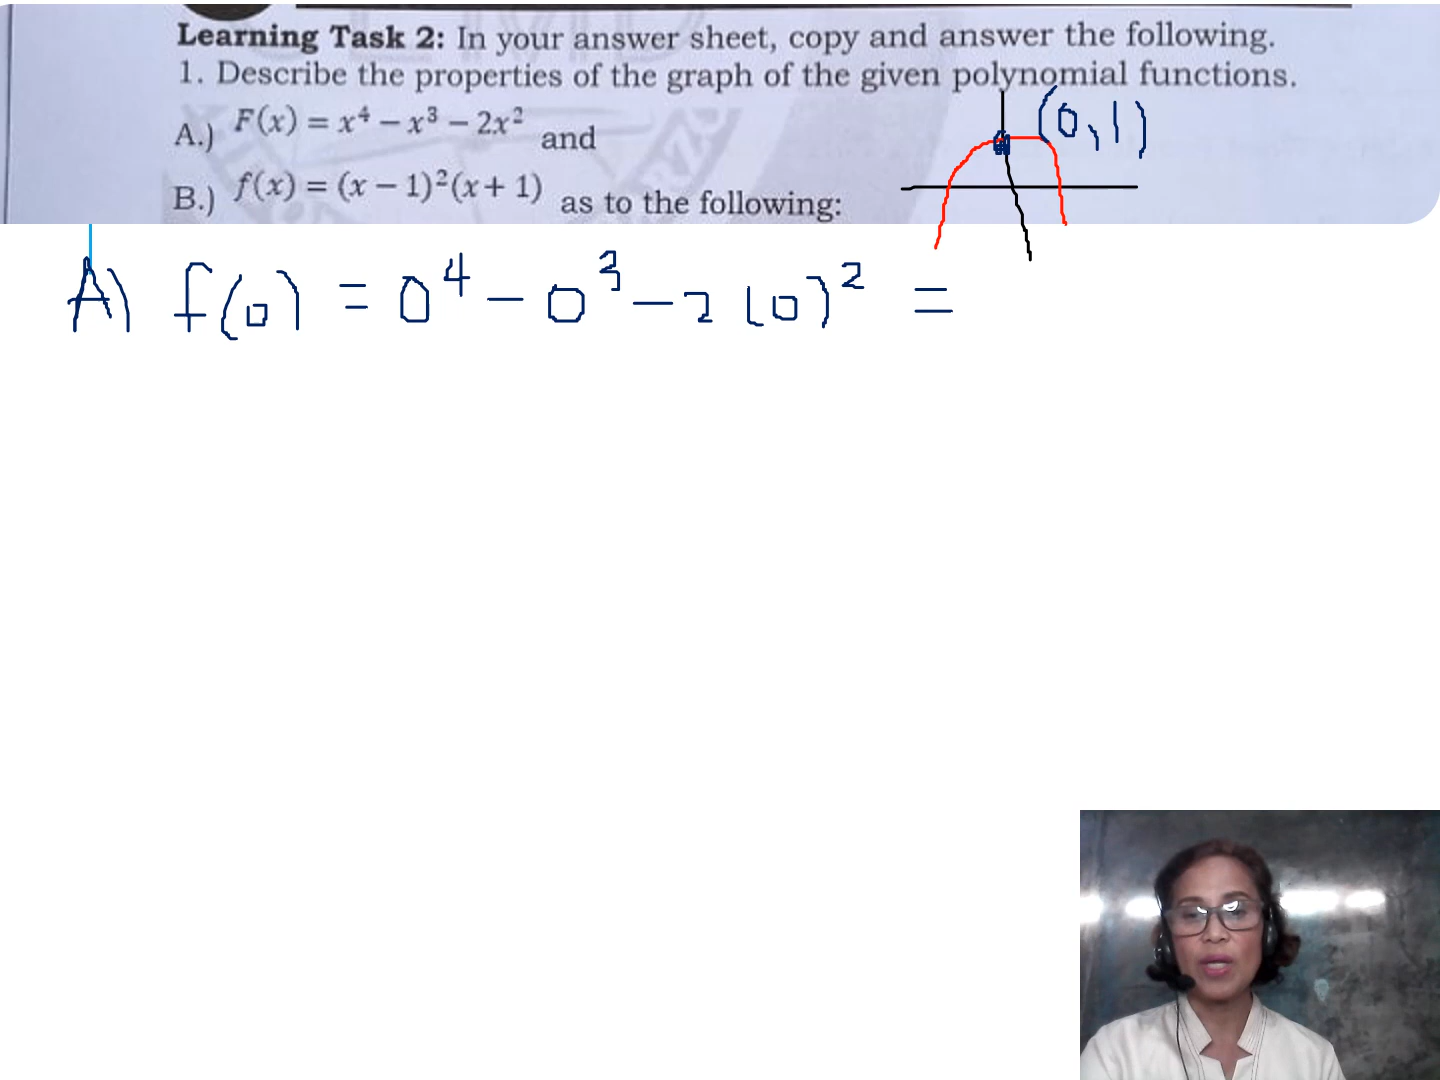 Learning Task 2: In your answer sheet, copy and answer the following.
1. Describe the properties of the graph of the given polynomial functions.
A.) F(x) = x⁴ − x³ − 2x² and
(0,1)
B.) f(x) = (x − 1)²(x + 1) as to the following:
A) f(0) = 0⁴ − 0³ − 2(0)² =